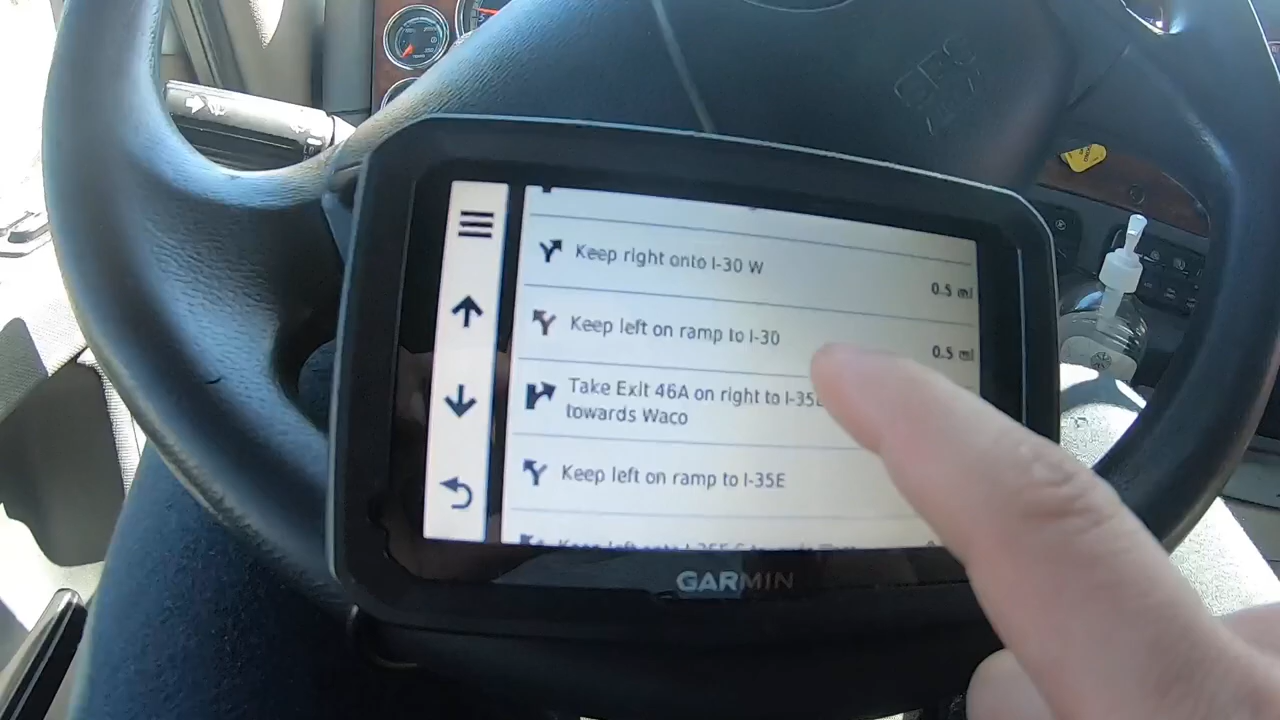 Keep right onto I-30 W
0.5 mi
Keep left on ramp to I-30
0.5 mi
Take Exit 46A on right to I-35E
towards Waco
Keep left on ramp to I-35E
GARMIN